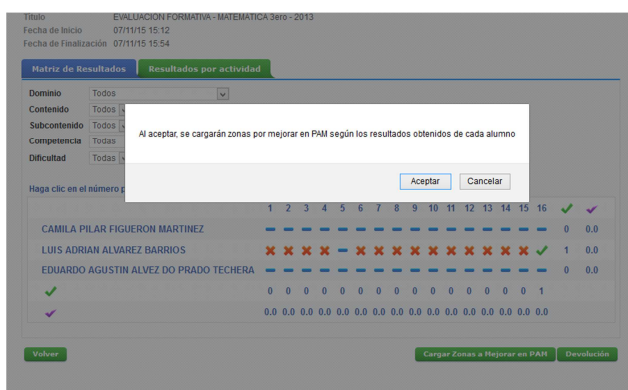 Título EVALUACIÓN FORMATIVA - MATEMÁTICA 3ero - 2013
Fecha de Inicio 07/11/15 15:12
Fecha de Finalización 07/11/15 15:54
Matriz de Resultados Resultados por actividad
Dominio Todos
Contenido Todos
Subcontenido Todos
Competencia Todas
Dificultad Todas
Al aceptar, se cargarán zonas por mejorar en PAM según los resultados obtenidos de cada alumno
Aceptar Cancelar
Haga clic en el número p
1 2 3 4 5 6 7 8 9 10 11 12 13 14 15 16
CAMILA PILAR FIGUERON MARTINEZ 0 0.0
LUIS ADRIAN ALVAREZ BARRIOS 1 0.0
EDUARDO AGUSTIN ALVEZ DO PRADO TECHERA 0 0.0
0 0 0 0 0 0 0 0 0 0 0 0 0 0 0 1
0.0 0.0 0.0 0.0 0.0 0.0 0.0 0.0 0.0 0.0 0.0 0.0 0.0 0.0 0.0 0.0
Volver Cargar Zonas a Mejorar en PAM Devolución